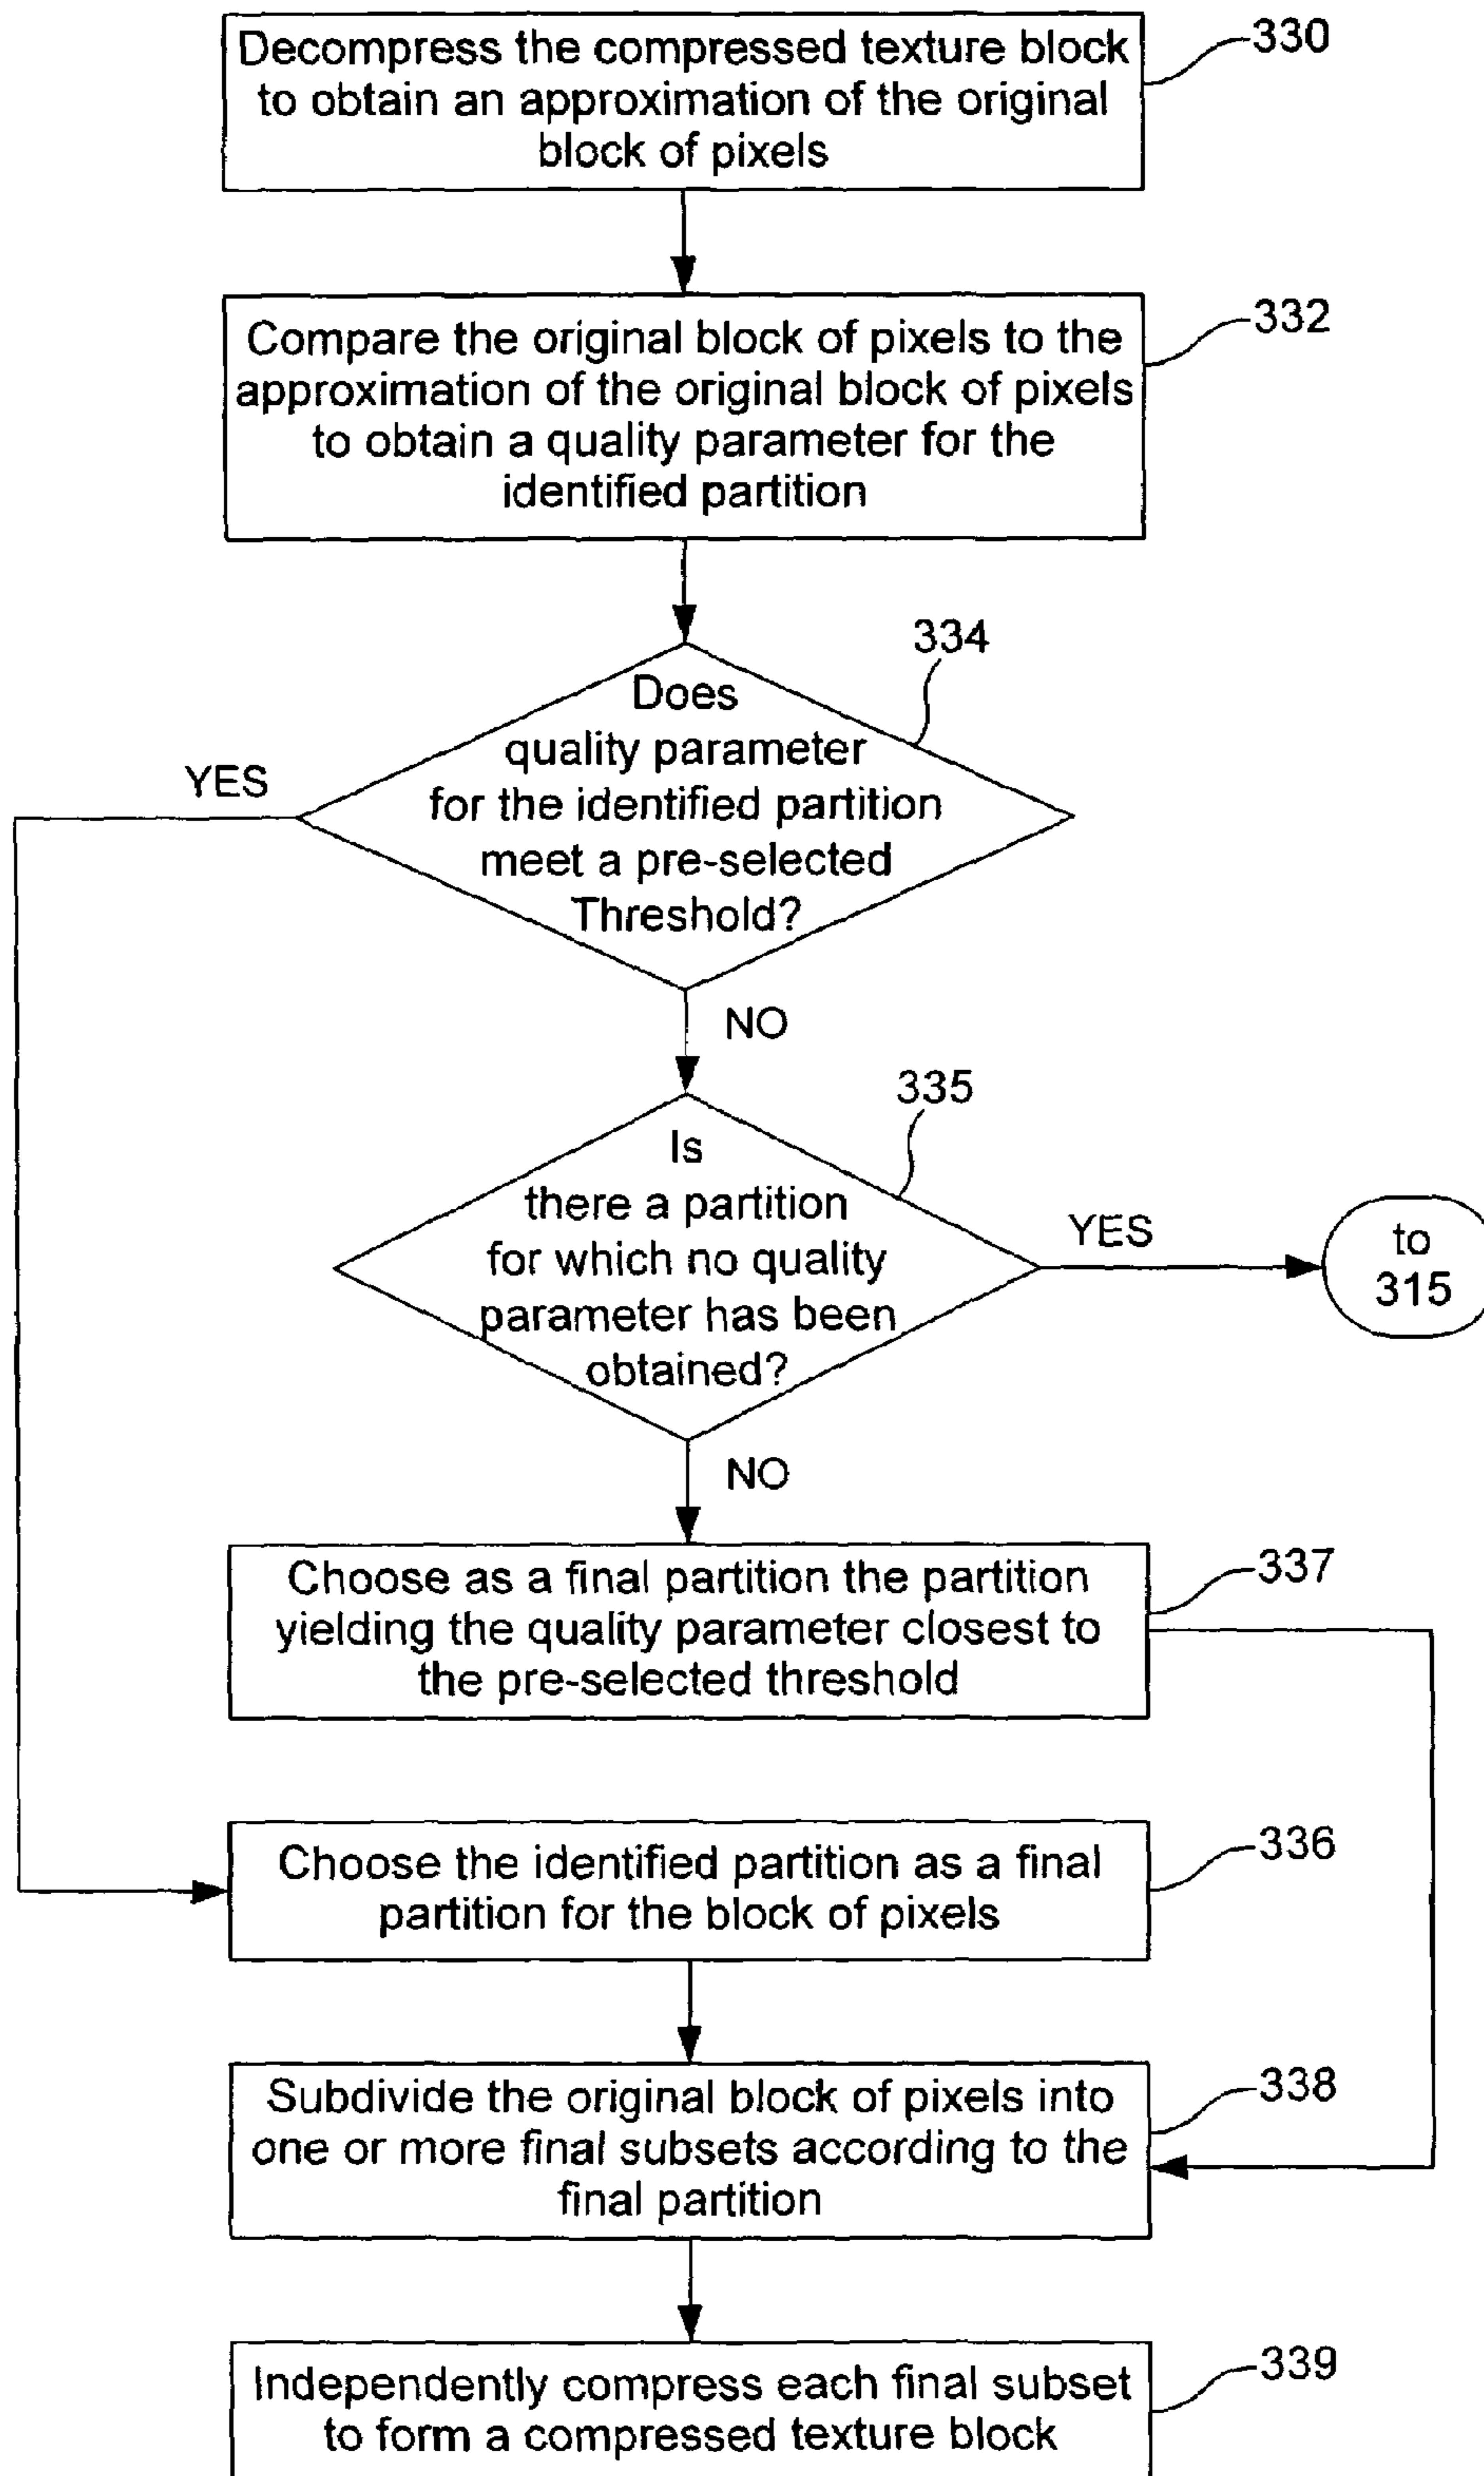 Decompress the compressed texture block
to obtain an approximation of the original
block of pixels
330
Compare the original block of pixels to the
approximation of the original block of pixels
to obtain a quality parameter for the
identified partition
332
334
Does
quality parameter
for the identified partition
meet a pre-selected
Threshold?
YES
NO
335
Is
there a partition
for which no quality
parameter has been
obtained?
YES
to
315
NO
Choose as a final partition the partition
yielding the quality parameter closest to
the pre-selected threshold
337
Choose the identified partition as a final
partition for the block of pixels
336
Subdivide the original block of pixels into
one or more final subsets according to the
final partition
338
Independently compress each final subset
to form a compressed texture block
339